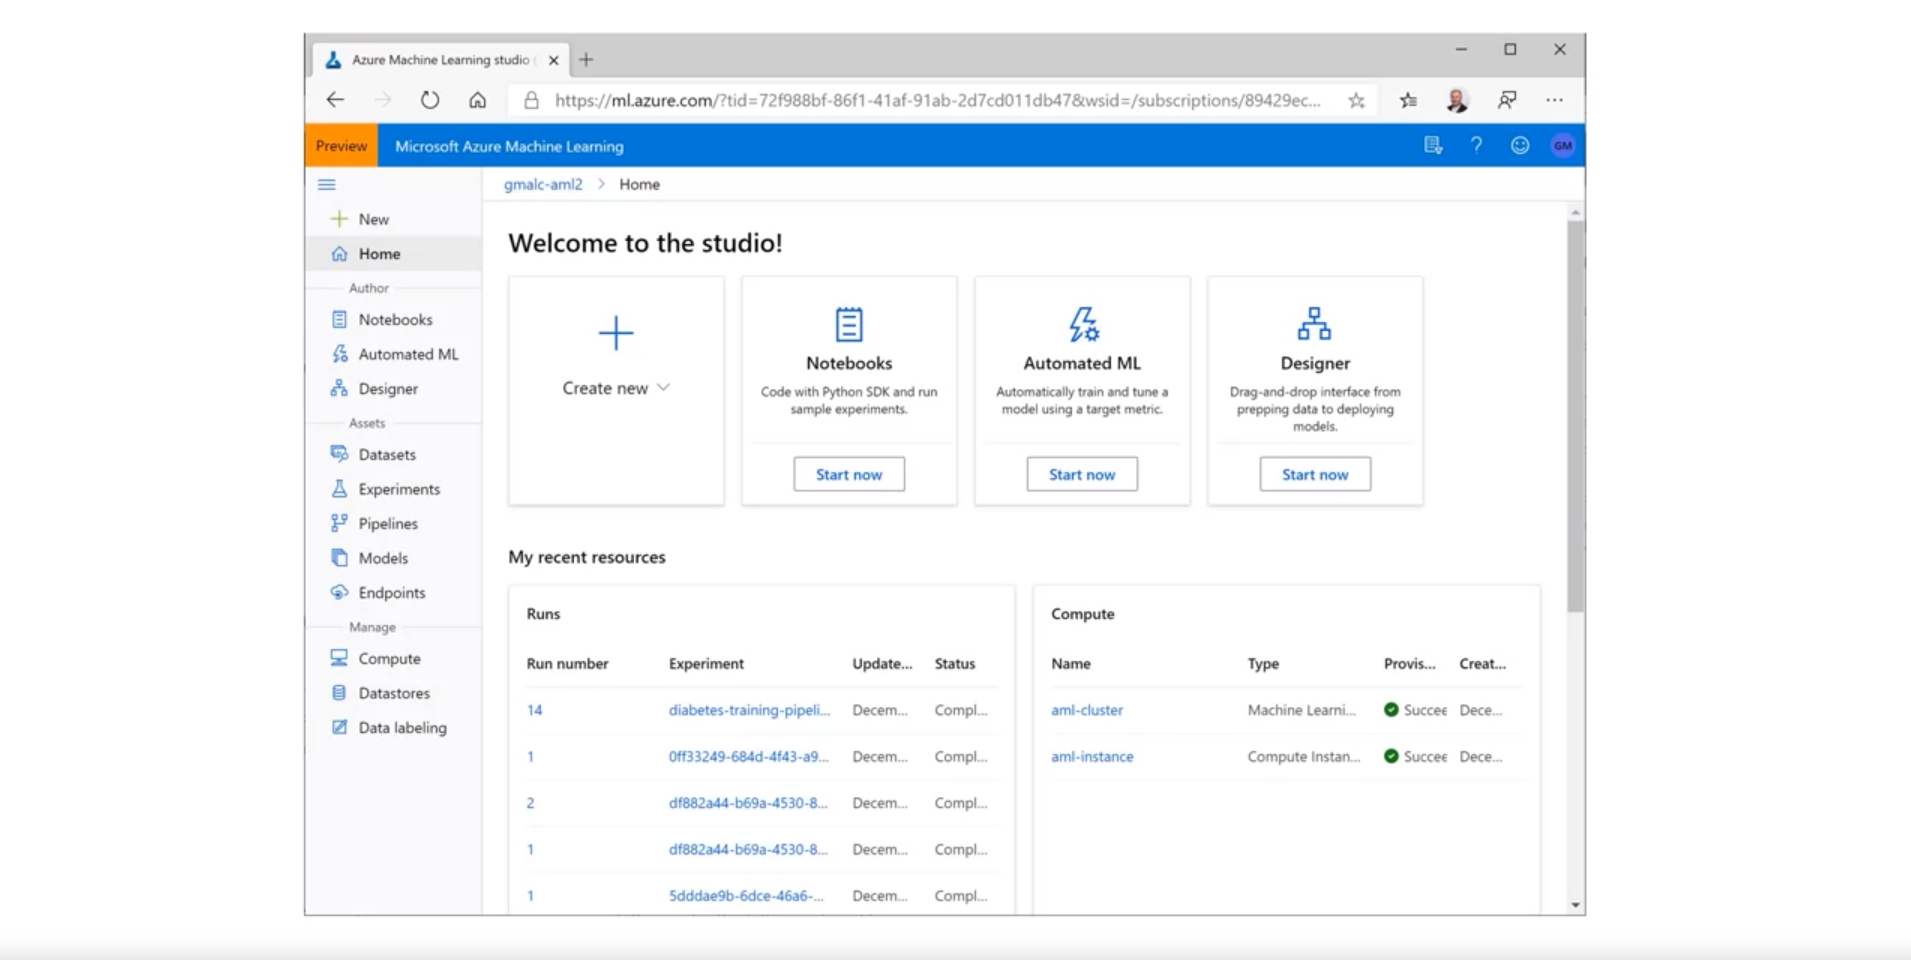 Azure Machine Learning studio
https://ml.azure.com/?tid=72f988bf-86f1-41af-91ab-2d7cd011db47&wsid=/subscriptions/89429ec...
Preview
Microsoft Azure Machine Learning
GM
gmalc-aml2 > Home
New
Home
Author
Notebooks
Automated ML
Designer
Assets
Datasets
Experiments
Pipelines
Models
Endpoints
Manage
Compute
Datastores
Data labeling
Welcome to the studio!
Create new
Notebooks
Code with Python SDK and run
sample experiments.
Start now
Automated ML
Automatically train and tune a
model using a target metric.
Start now
Designer
Drag-and-drop interface from
prepping data to deploying
models.
Start now
My recent resources
Runs
Run number Experiment Update... Status
14 diabetes-training-pipeli... Decem... Compl...
1 0ff33249-684d-4f43-a9... Decem... Compl...
2 df882a44-b69a-4530-8... Decem... Compl...
1 df882a44-b69a-4530-8... Decem... Compl...
1 5dddae9b-6dce-46a6-... Decem... Compl...
Compute
Name Type Provis... Creat...
aml-cluster Machine Learni... Succee Dece...
aml-instance Compute Instan... Succee Dece...